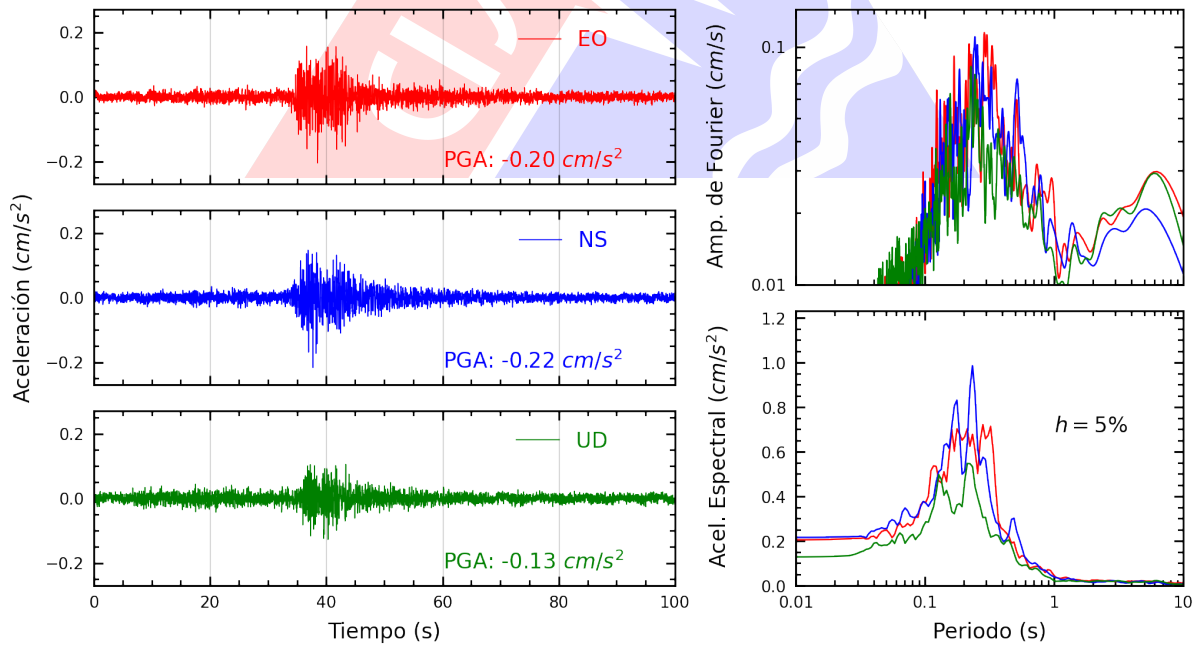 Aceleración (cm/s²)
0.2
0.0
−0.2
EO
PGA: -0.20 cm/s²
0.2
0.0
−0.2
NS
PGA: -0.22 cm/s²
0.2
0.0
−0.2
UD
PGA: -0.13 cm/s²
0 20 40 60 80 100
Tiempo (s)
Amp. de Fourier (cm/s)
0.1
0.01
Acel. Espectral (cm/s²)
1.2
1.0
0.8
0.6
0.4
0.2
0.0
h = 5%
0.01 0.1 1 10
Periodo (s)